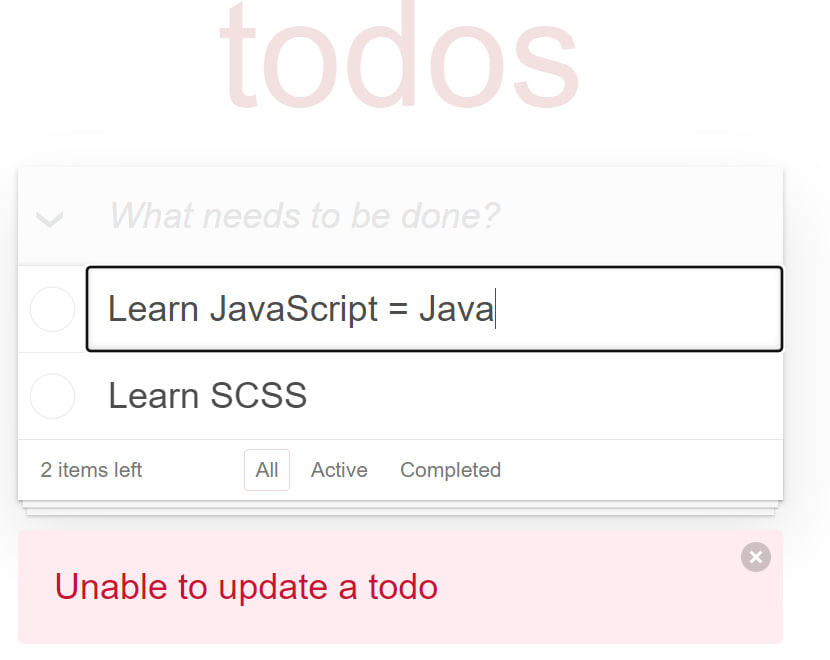 todos
What needs to be done?
Learn JavaScript = Java
Learn SCSS
2 items left All Active Completed
Unable to update a todo